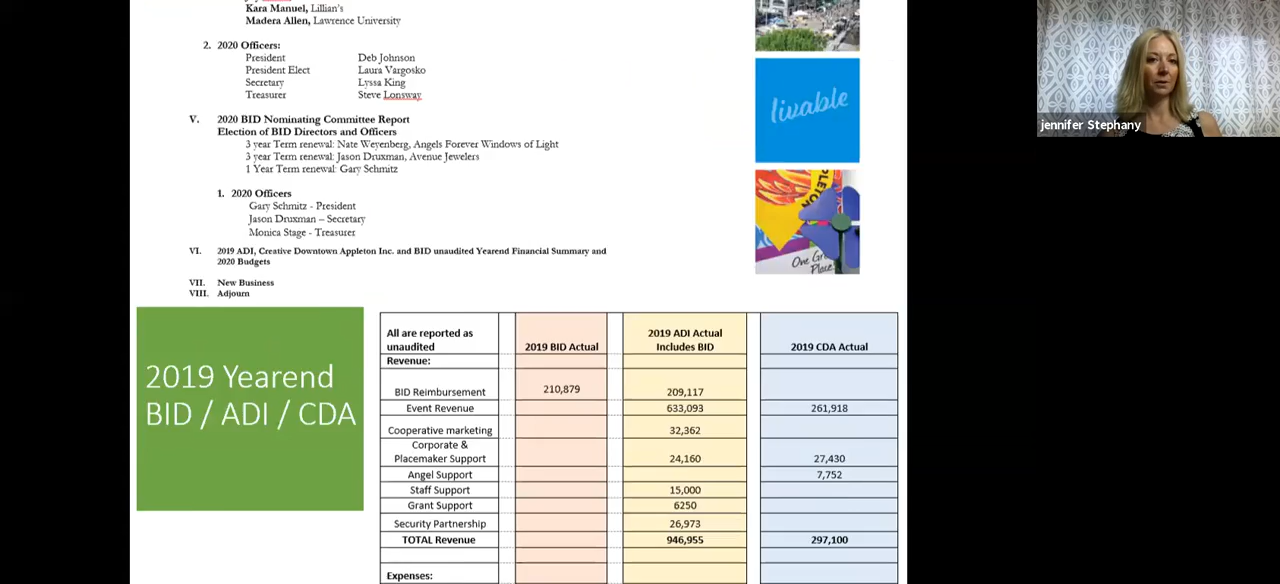 Kara Manuel, Lillian's
Madera Allen, Lawrence University
2. 2020 Officers:
President Deb Johnson
President Elect Laura Vargosko
Secretary Lyssa King
Treasurer Steve Lonsway
V. 2020 BID Nominating Committee Report
Election of BID Directors and Officers
3 year Term renewal: Nate Weyenberg, Angels Forever Windows of Light
3 year Term renewal: Jason Druxman, Avenue Jewelers
1 Year Term renewal: Gary Schmitz
1. 2020 Officers
Gary Schmitz - President
Jason Druxman – Secretary
Monica Stage - Treasurer
VI. 2019 ADI, Creative Downtown Appleton Inc. and BID unaudited Yearend Financial Summary and
2020 Budgets
VII. New Business
VIII. Adjourn
livable
One
Place
jennifer Stephany
2019 Yearend
BID / ADI / CDA
All are reported as
unaudited 2019 BID Actual 2019 ADI Actual
Includes BID 2019 CDA Actual
Revenue:
BID Reimbursement 210,879 209,117
Event Revenue 633,093 261,918
Cooperative marketing 32,362
Corporate &
Placemaker Support 24,160 27,430
Angel Support 7,752
Staff Support 15,000
Grant Support 6250
Security Partnership 26,973
TOTAL Revenue 946,955 297,100
Expenses: